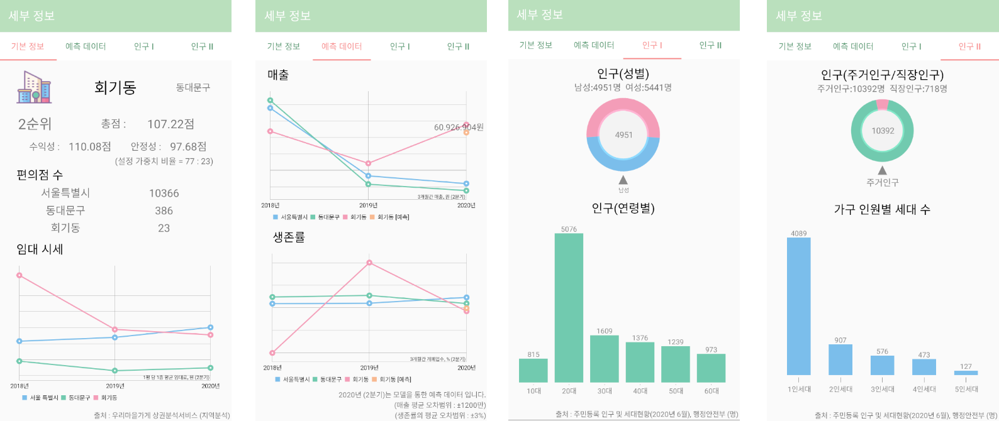 세부 정보
기본 정보 예측 데이터 인구 I 인구 II
회기동 동대문구
2순위 총점 : 107.22점
수익성 : 110.08점 안정성 : 97.68점
(설정 가중치 비율 = 77 : 23)
편의점 수
서울특별시 10366
동대문구 386
회기동 23
임대 시세
1평 당 1층 평균 임대료, 원 (2분기)
2018년 2019년 2020년
서울 특별시 동대문구 회기동
출처 : 우리마을가게 상권분석서비스 (지역분석)
세부 정보
기본 정보 예측 데이터 인구 I 인구 II
매출
60.926.904원
3개월간 매출, 원 (2분기)
2018년 2019년 2020년
서울특별시 동대문구 회기동 회기동 [예측]
생존률
3개월간 개폐업수, % (2분기)
2018년 2019년 2020년
서울특별시 동대문구 회기동 회기동 [예측]
2020년 (2분기)는 모델을 통한 예측 데이터 입니다.
(매출 평균 오차범위 : ±1200만)
(생존률의 평균 오차범위 : ±3%)
세부 정보
기본 정보 예측 데이터 인구 I 인구 II
인구(성별)
남성:4951명 여성:5441명
4951
남성
인구(연령별)
5076
1609
1376
1239
973
815
10대 20대 30대 40대 50대 60대
출처 : 주민등록 인구 및 세대현황(2020년 6월), 행정안전부 (명)
세부 정보
기본 정보 예측 데이터 인구 I 인구 II
인구(주거인구/직장인구)
주거인구:10392명 직장인구:718명
10392
주거인구
가구 인원별 세대 수
4089
907
576
473
127
1인세대 2인세대 3인세대 4인세대 5인세대
출처 : 주민등록 인구 및 세대현황(2020년 6월), 행정안전부 (명)